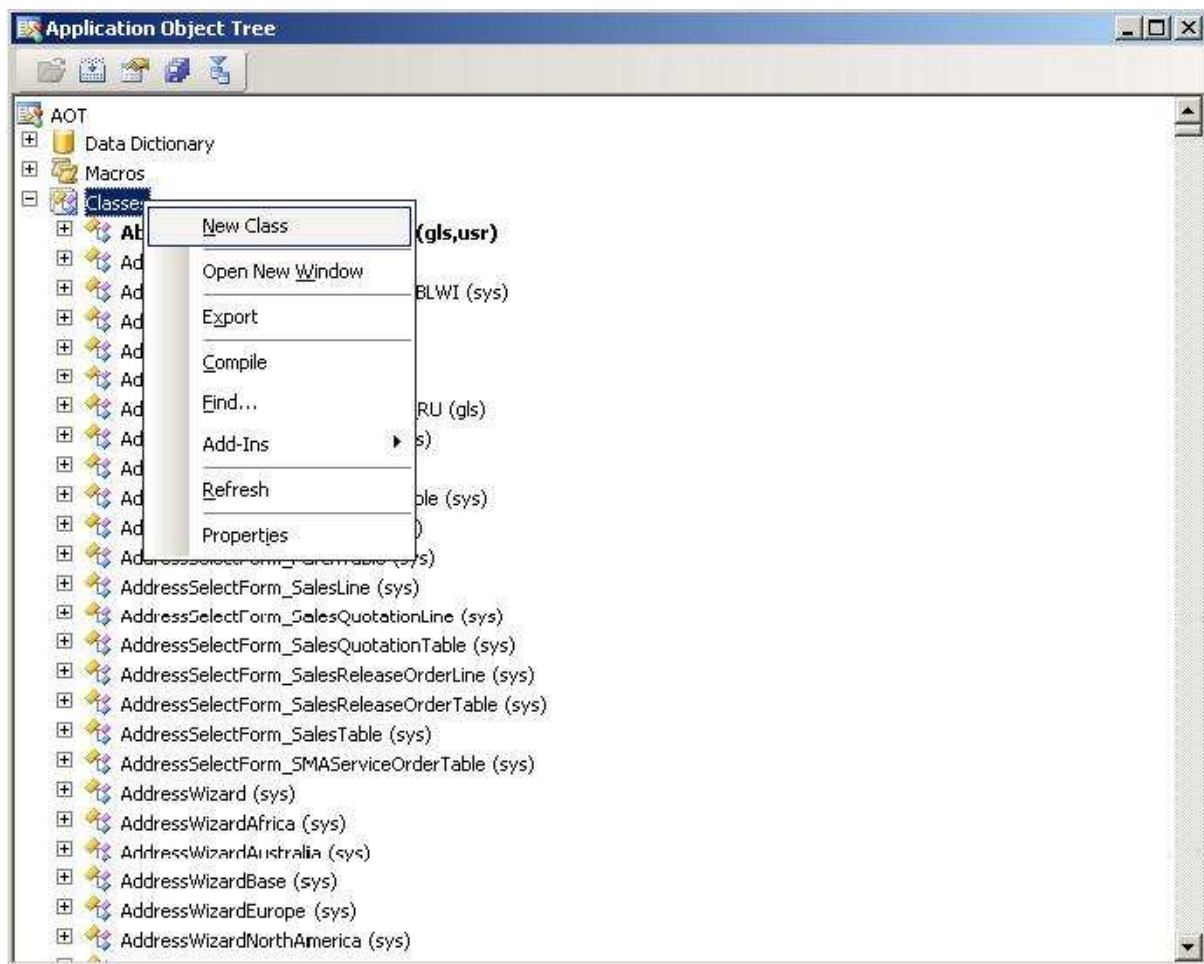 Application Object Tree
AOT
Data Dictionary
Macros
Classes
New Class
Open New Window
Export
Compile
Find...
Add-Ins
Refresh
Properties
(gls,usr)
BLWI (sys)
RU (gls)
s)
ble (sys)
)
AddressSelectForm_SalesLine (sys)
AddressSelectForm_SalesQuotationLine (sys)
AddressSelectForm_SalesQuotationTable (sys)
AddressSelectForm_SalesReleaseOrderLine (sys)
AddressSelectForm_SalesReleaseOrderTable (sys)
AddressSelectForm_SalesTable (sys)
AddressSelectForm_SMAServiceOrderTable (sys)
AddressWizard (sys)
AddressWizardAfrica (sys)
AddressWizardAustralia (sys)
AddressWizardBase (sys)
AddressWizardEurope (sys)
AddressWizardNorthAmerica (sys)